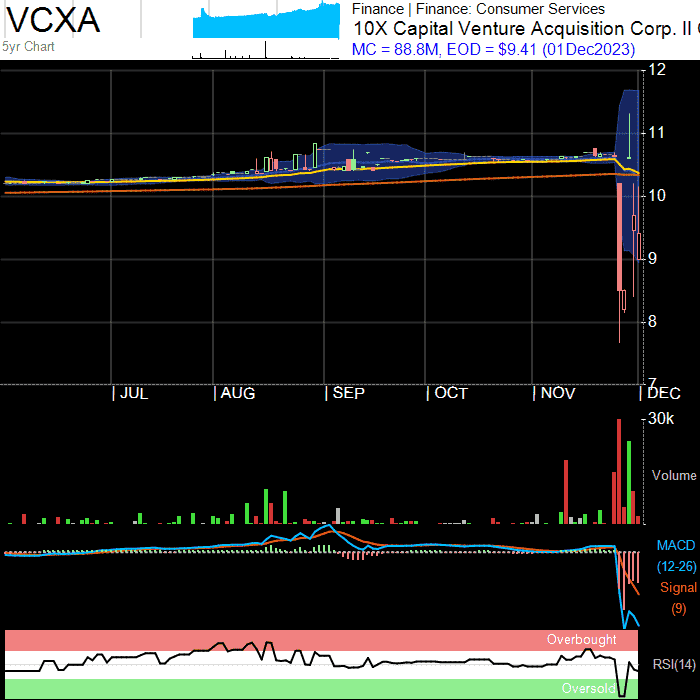 VCXA
5yr Chart
Finance | Finance: Consumer Services
10X Capital Venture Acquisition Corp. II
MC = 88.8M, EOD = $9.41 (01Dec2023)
12
11
10
9
8
7
JUL AUG SEP OCT NOV DEC
30k
Volume
MACD
(12-26)
Signal
(9)
Overbought
RSI(14)
Oversold